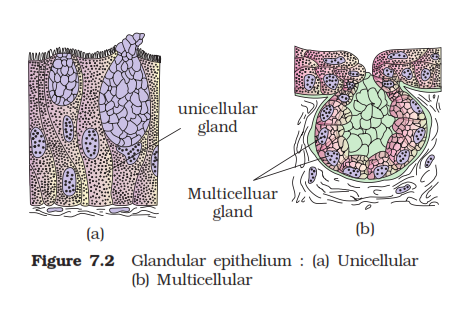 unicellular
gland
Multicelluar
gland
(a)
(b)
Figure 7.2 Glandular epithelium : (a) Unicellular
(b) Multicellular